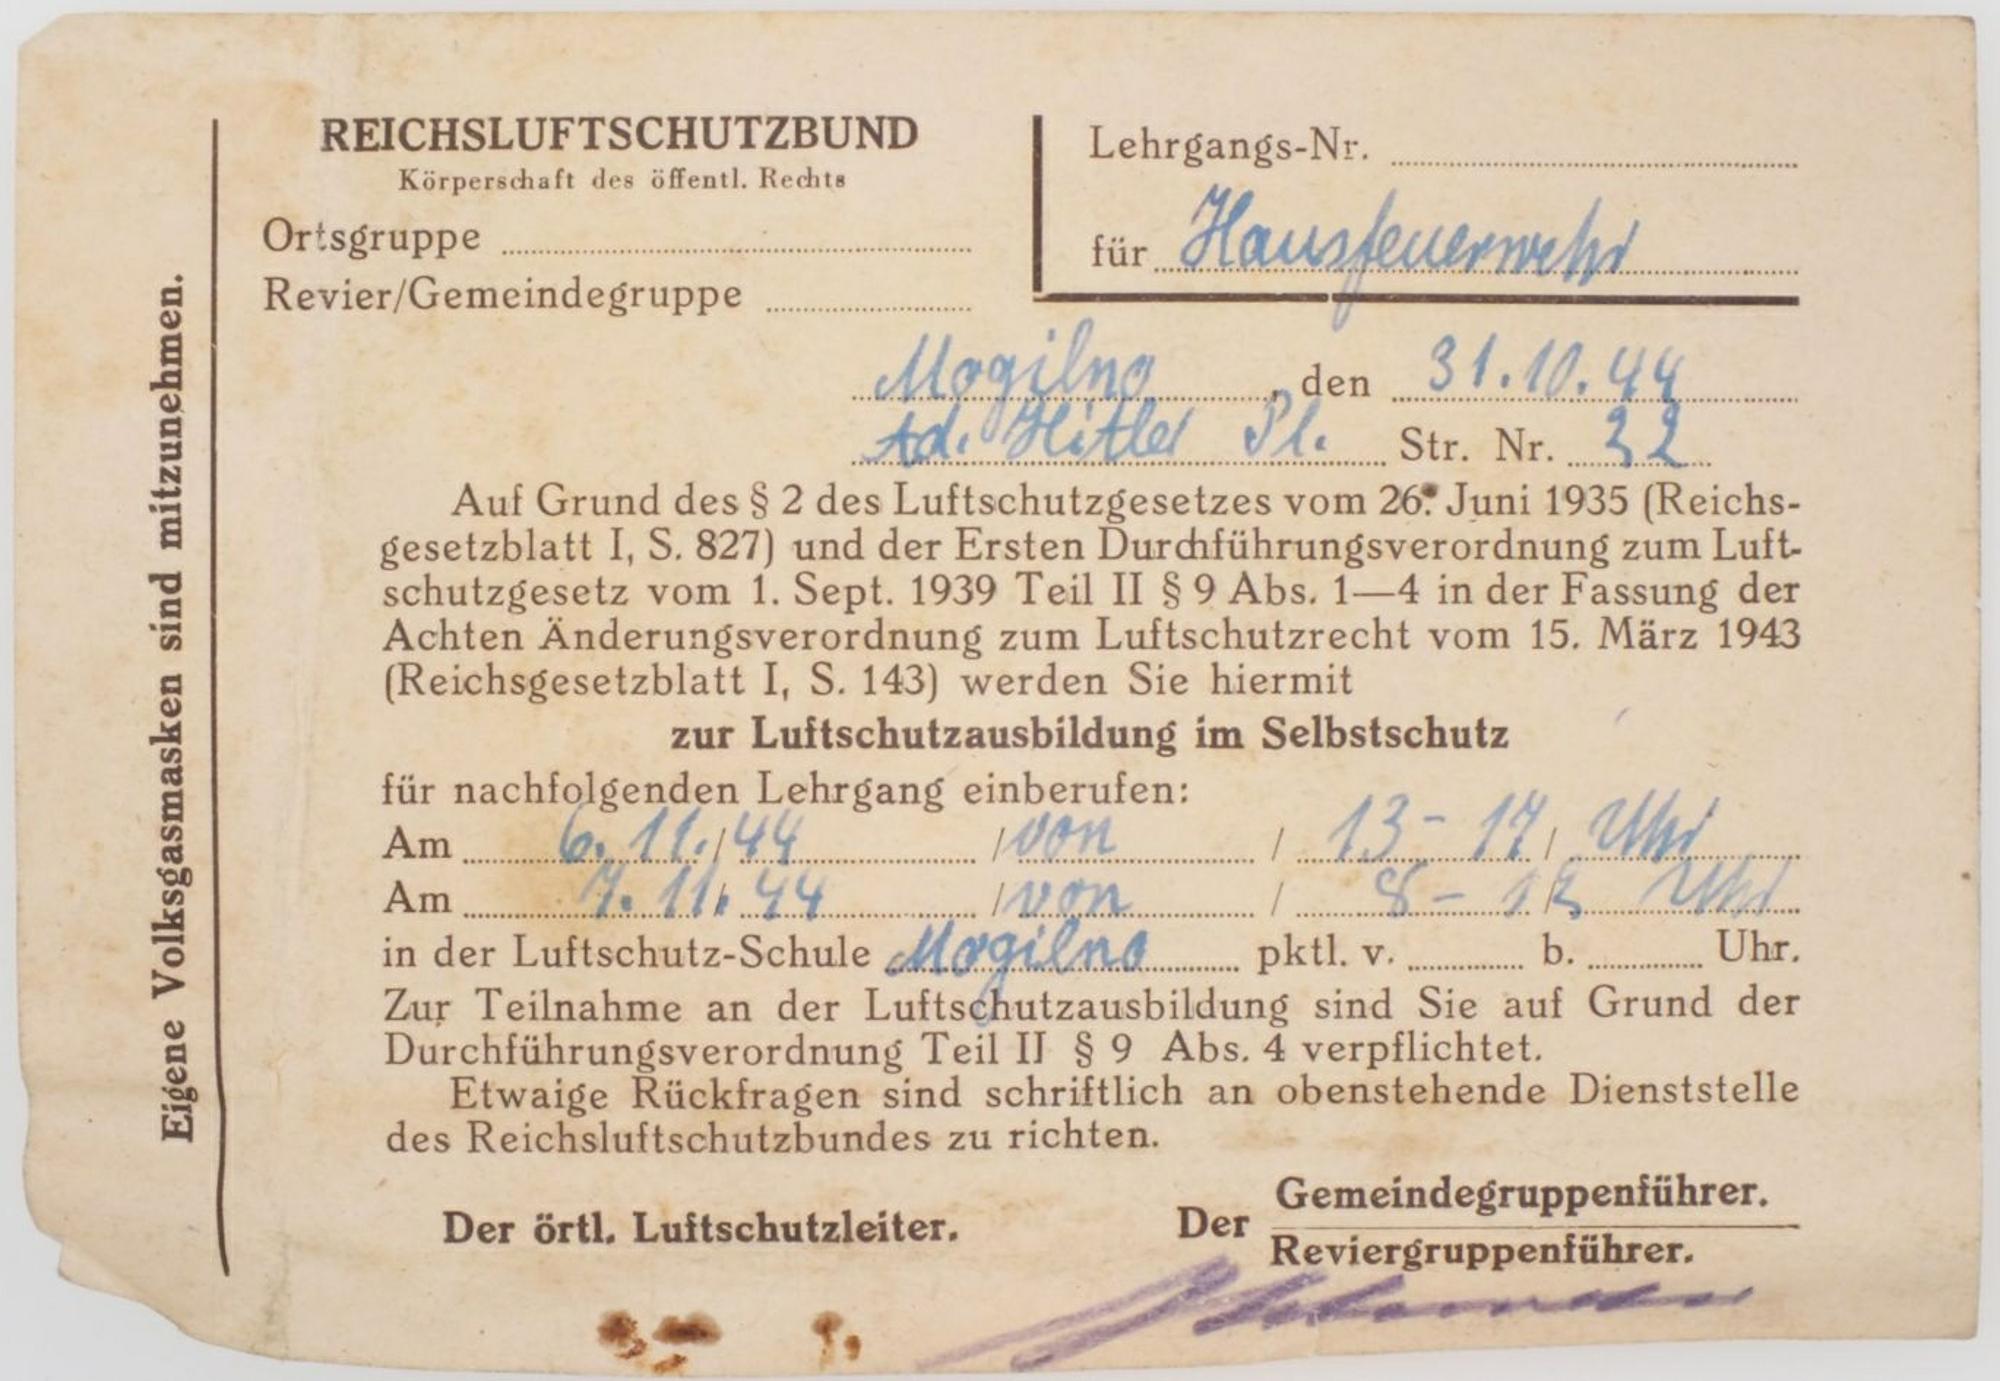 REICHSLUFTSCHUTZBUND
Körperschaft des öffentl. Rechts
Ortsgruppe
Revier/Gemeindegruppe
Lehrgangs-Nr.
für Hausfeuerwehr
Mogilno, den 31.10.44
Ad. Hitler Pl. Str. Nr. 32
Auf Grund des § 2 des Luftschutzgesetzes vom 26. Juni 1935 (Reichs-
gesetzblatt I, S. 827) und der Ersten Durchführungsverordnung zum Luft-
schutzgesetz vom 1. Sept. 1939 Teil II § 9 Abs. 1—4 in der Fassung der
Achten Änderungsverordnung zum Luftschutzrecht vom 15. März 1943
(Reichsgesetzblatt I, S. 143) werden Sie hiermit
zur Luftschutzausbildung im Selbstschutz
für nachfolgenden Lehrgang einberufen:
Am 6.11./44 / von / 13-17 / Uhr
Am 7.11./44 / von / 8-12 / Uhr
in der Luftschutz-Schule Mogilno pktl. v. b. Uhr.
Zur Teilnahme an der Luftschutzausbildung sind Sie auf Grund der
Durchführungsverordnung Teil II § 9 Abs. 4 verpflichtet.
Etwaige Rückfragen sind schriftlich an obenstehende Dienststelle
des Reichsluftschutzbundes zu richten.
Der örtl. Luftschutzleiter.
Der Gemeindegruppenführer.
Reviergruppenführer.
Eigene Volksgasmasken sind mitzunehmen.